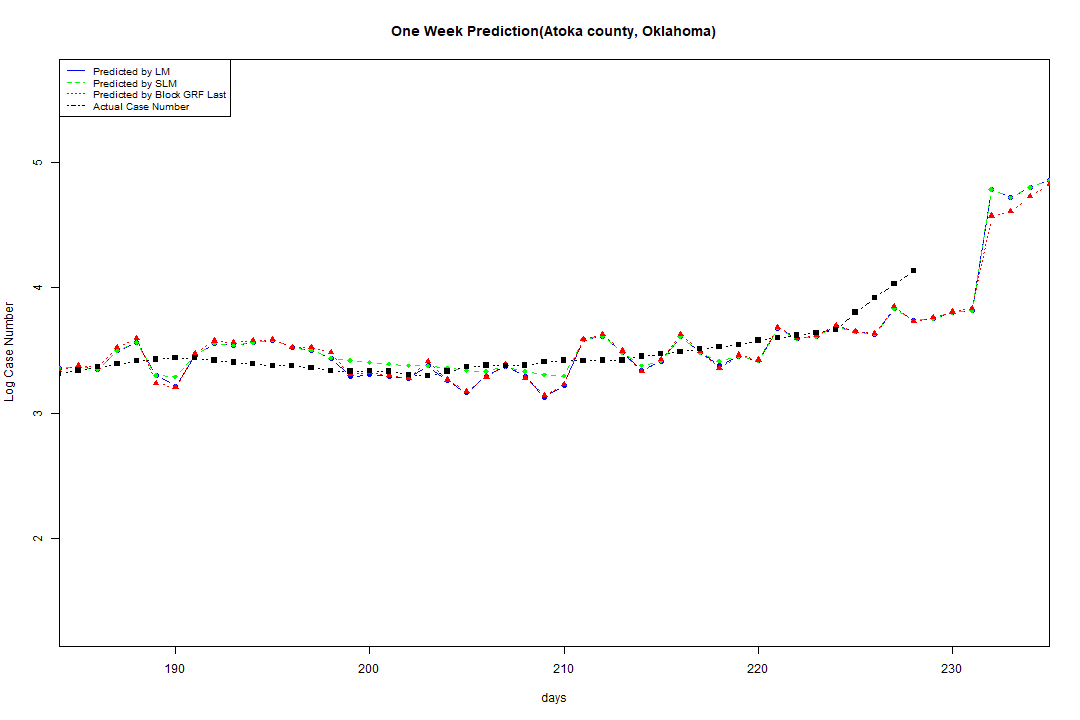 One Week Prediction(Atoka county, Oklahoma)
Predicted by LM
Predicted by SLM
Predicted by Block GRF Last
Actual Case Number
5
4
3
2
Log Case Number
190 200 210 220 230
days